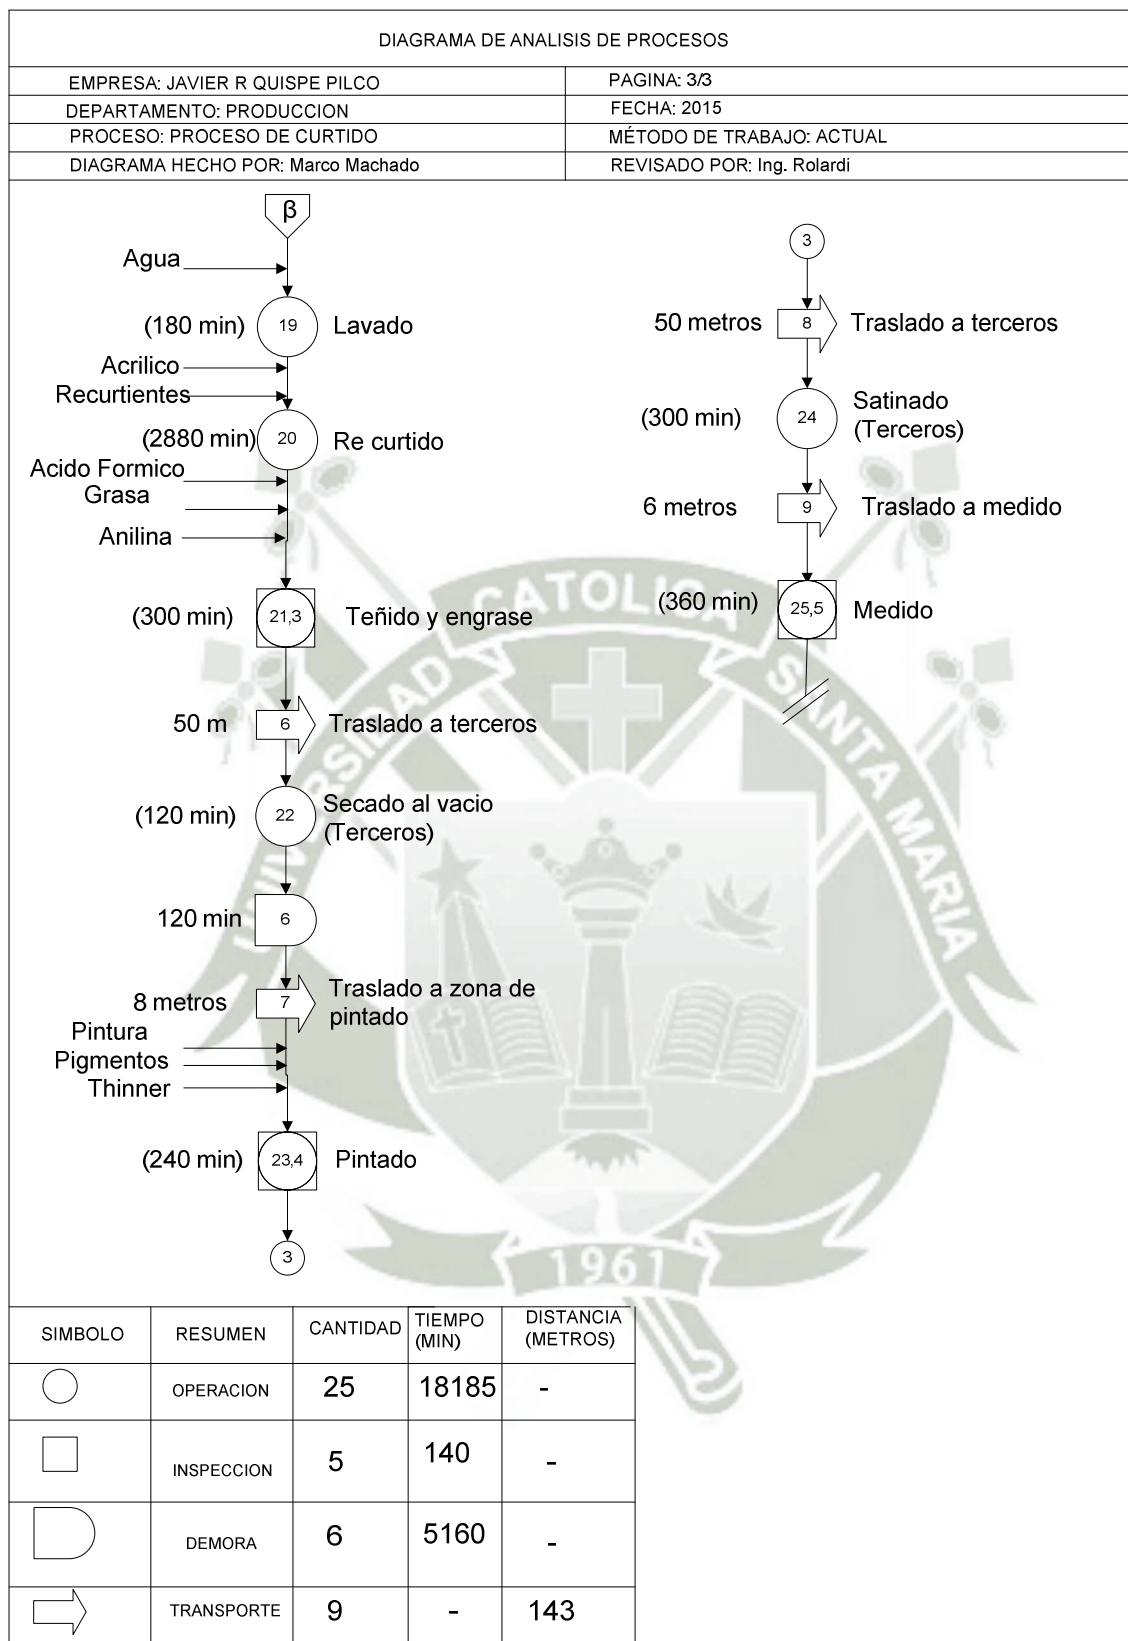 DIAGRAMA DE ANALISIS DE PROCESOS
EMPRESA: JAVIER R QUISPE PILCO
PAGINA: 3/3
DEPARTAMENTO: PRODUCCION
FECHA: 2015
PROCESO: PROCESO DE CURTIDO
MÉTODO DE TRABAJO: ACTUAL
DIAGRAMA HECHO POR: Marco Machado
REVISADO POR: Ing. Rolardi
β
Agua
(180 min) 19 Lavado
Acrilico
Recurtientes
(2880 min) 20 Re curtido
Acido Formico
Grasa
Anilina
(300 min) 21,3 Teñido y engrase
50 m 6 Traslado a terceros
(120 min) 22 Secado al vacio
(Terceros)
120 min 6
8 metros 7 Traslado a zona de
pintado
Pintura
Pigmentos
Thinner
(240 min) 23,4 Pintado
3
3
50 metros 8 Traslado a terceros
(300 min) 24 Satinado
(Terceros)
6 metros 9 Traslado a medido
(360 min) 25,5 Medido
UNIVERSIDAD CATOLICA SANTA MARIA
1961
SIMBOLO RESUMEN CANTIDAD TIEMPO (MIN) DISTANCIA (METROS)
OPERACION 25 18185 -
INSPECCION 5 140 -
DEMORA 6 5160 -
TRANSPORTE 9 - 143